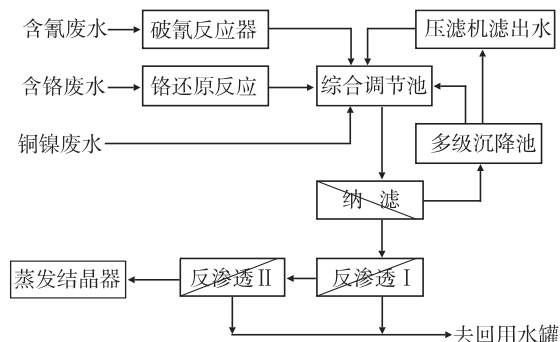 含氰废水
破氰反应器
压滤机滤出水
含铬废水
铬还原反应
综合调节池
铜镍废水
多级沉降池
纳 滤
蒸发结晶器
反渗透Ⅱ
反渗透Ⅰ
去回用水罐